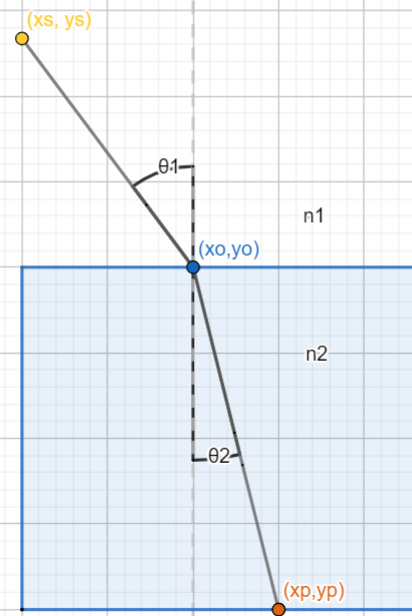 (xs, ys)
θ1
n1
(xo,yo)
n2
θ2
(xp,yp)